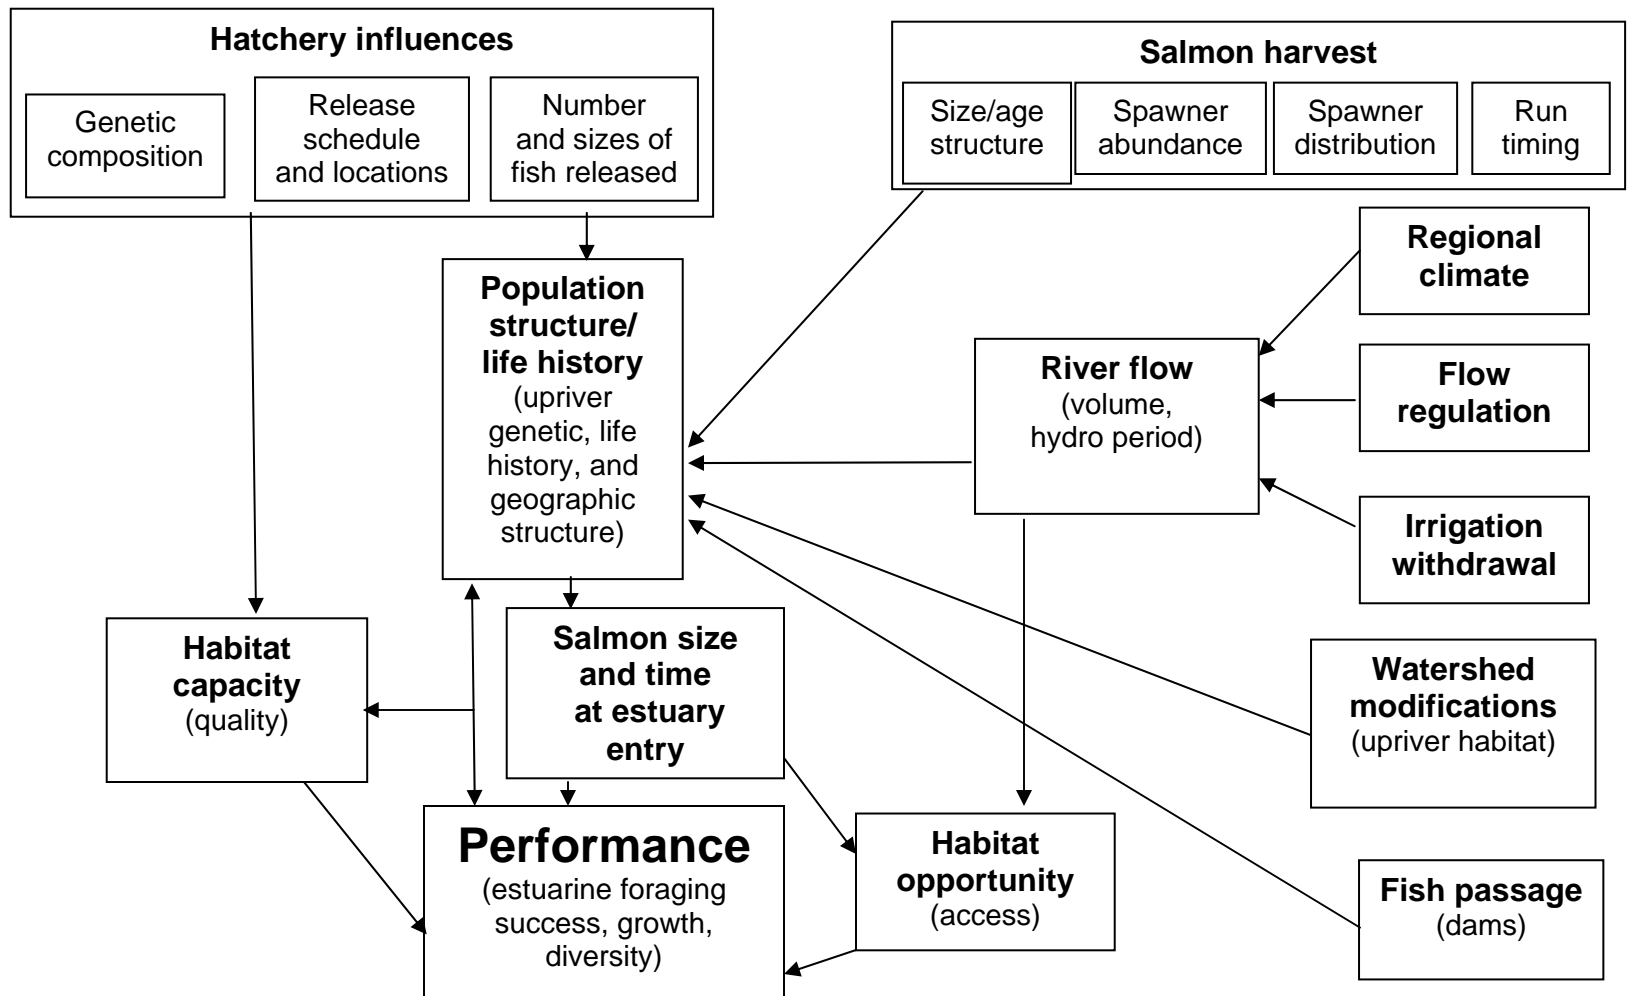 Hatchery influences
Genetic
composition
Release
schedule
and locations
Number
and sizes of
fish released
Salmon harvest
Size/age
structure
Spawner
abundance
Spawner
distribution
Run
timing
Regional
climate
Population
structure/
life history
(upriver
genetic, life
history, and
geographic
structure)
River flow
(volume,
hydro period)
Flow
regulation
Irrigation
withdrawal
Habitat
capacity
(quality)
Salmon size
and time
at estuary
entry
Watershed
modifications
(upriver habitat)
Performance
(estuarine foraging
success, growth,
diversity)
Habitat
opportunity
(access)
Fish passage
(dams)